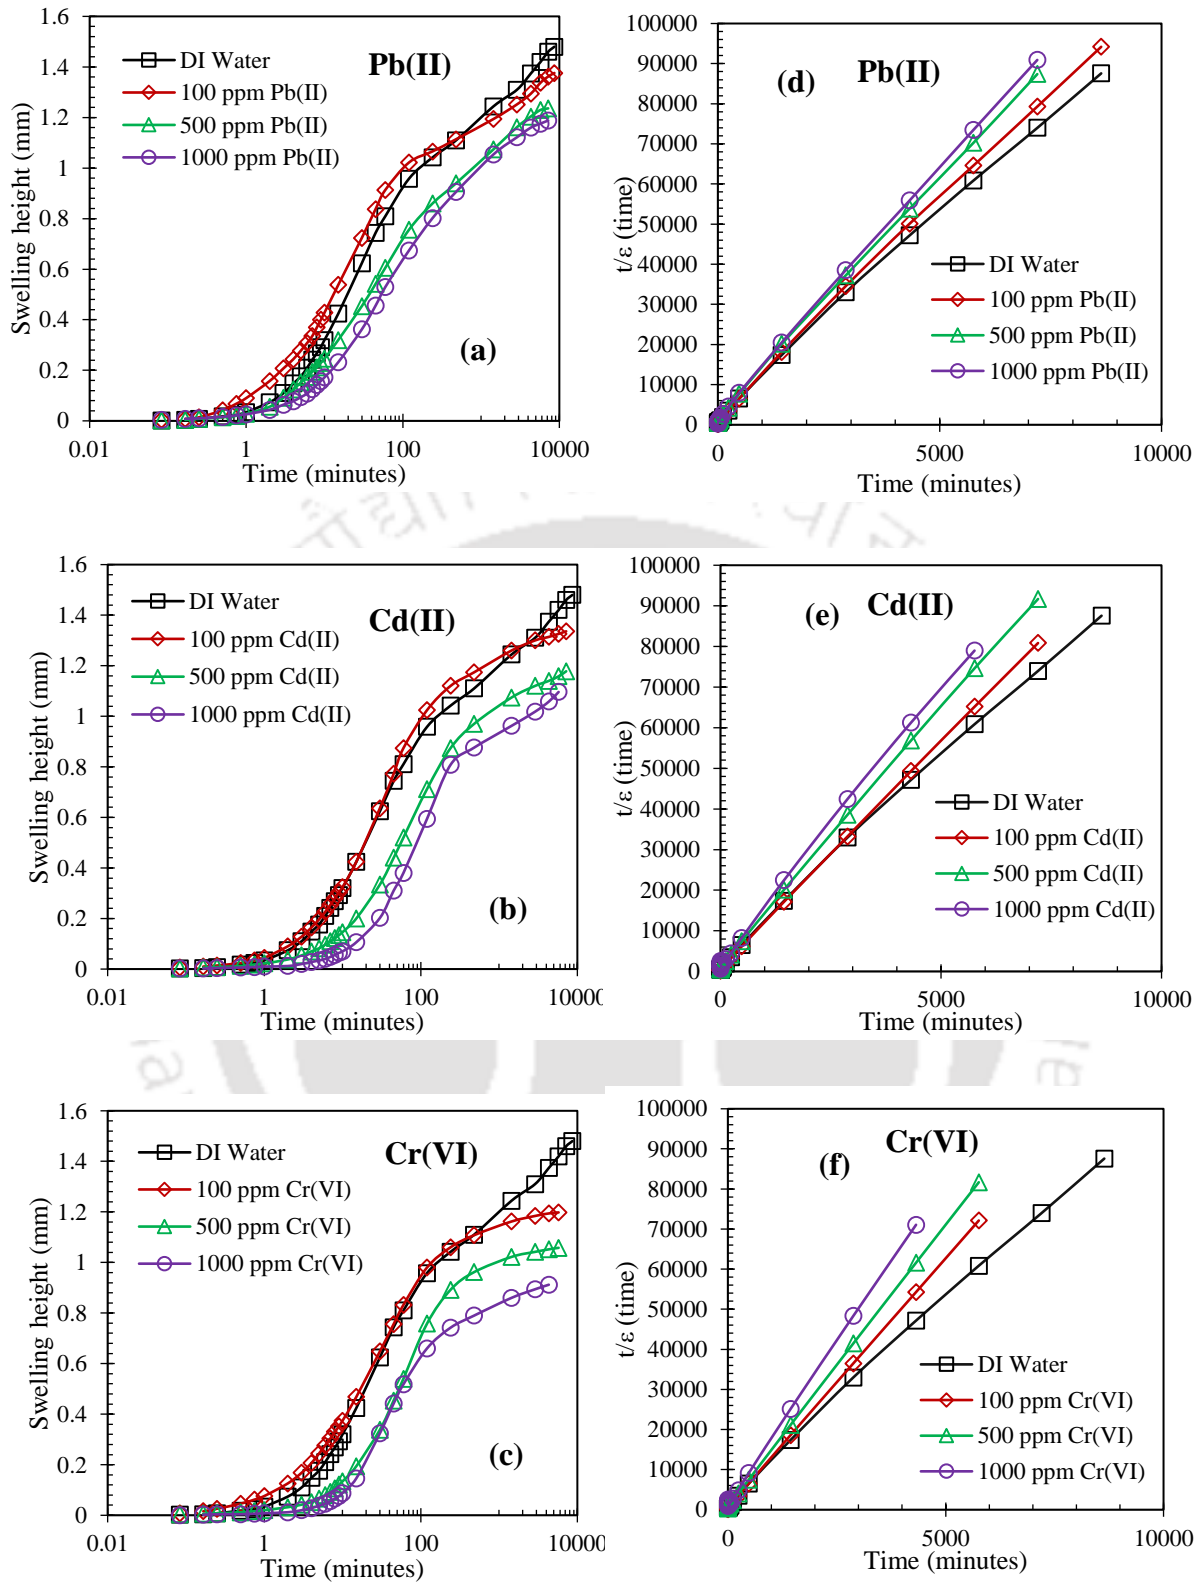 Pb(II)
DI Water
100 ppm Pb(II)
500 ppm Pb(II)
1000 ppm Pb(II)
(a)
Swelling height (mm)
0
0.2
0.4
0.6
0.8
1
1.2
1.4
1.6
0.01
1
100
10000
Time (minutes)
(d)
Pb(II)
DI Water
100 ppm Pb(II)
500 ppm Pb(II)
1000 ppm Pb(II)
t/ε (time)
0
10000
20000
30000
40000
50000
60000
70000
80000
90000
100000
0
5000
10000
Time (minutes)
Cd(II)
DI Water
100 ppm Cd(II)
500 ppm Cd(II)
1000 ppm Cd(II)
(b)
Swelling height (mm)
0
0.2
0.4
0.6
0.8
1
1.2
1.4
1.6
0.01
1
100
10000
Time (minutes)
(e)
Cd(II)
DI Water
100 ppm Cd(II)
500 ppm Cd(II)
1000 ppm Cd(II)
t/ε (time)
0
10000
20000
30000
40000
50000
60000
70000
80000
90000
100000
0
5000
10000
Time (minutes)
Cr(VI)
DI Water
100 ppm Cr(VI)
500 ppm Cr(VI)
1000 ppm Cr(VI)
(c)
Swelling height (mm)
0
0.2
0.4
0.6
0.8
1
1.2
1.4
1.6
0.01
1
100
10000
Time (minutes)
(f)
Cr(VI)
DI Water
100 ppm Cr(VI)
500 ppm Cr(VI)
1000 ppm Cr(VI)
t/ε (time)
0
10000
20000
30000
40000
50000
60000
70000
80000
90000
100000
0
5000
10000
Time (minutes)